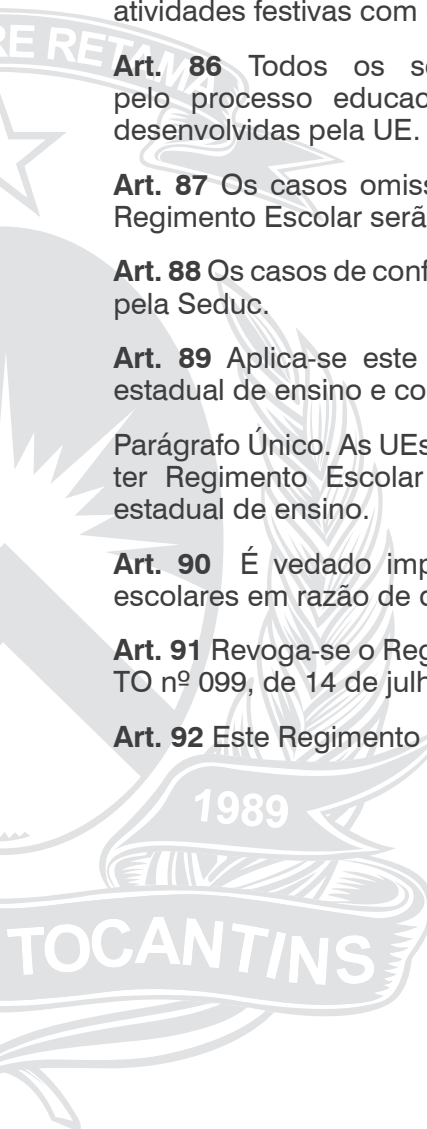 atividades festivas com
RE RETAMA
Art. 86 Todos os se
pelo processo educac
desenvolvidas pela UE.
Art. 87 Os casos omiss
Regimento Escolar serã
Art. 88 Os casos de conf
pela Seduc.
Art. 89 Aplica-se este
estadual de ensino e co
Parágrafo Único. As UEs
ter Regimento Escolar
estadual de ensino.
Art. 90 É vedado imp
escolares em razão de
Art. 91 Revoga-se o Reg
TO nº 099, de 14 de julh
Art. 92 Este Regimento
1989
TOCANTINS